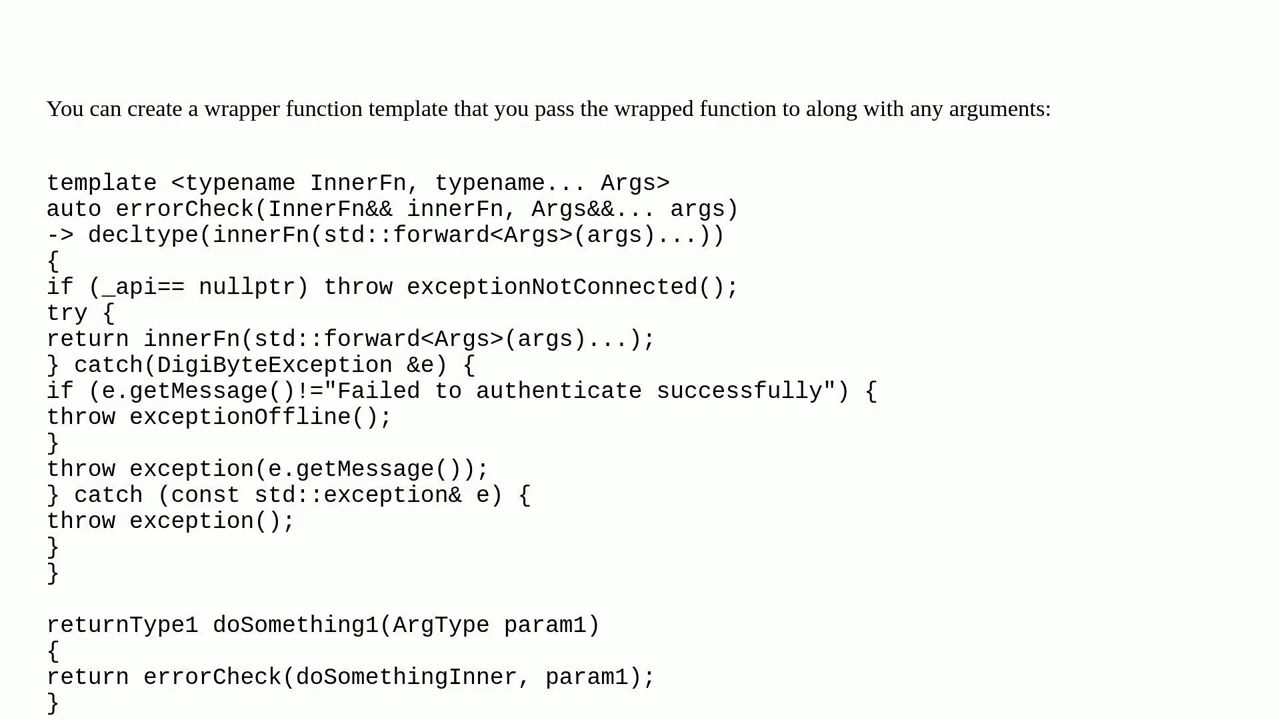 You can create a wrapper function template that you pass the wrapped function to along with any arguments:
template <typename InnerFn, typename... Args>
auto errorCheck(InnerFn&& innerFn, Args&&... args)
-> decltype(innerFn(std::forward<Args>(args)...))
{
if (_api== nullptr) throw exceptionNotConnected();
try {
return innerFn(std::forward<Args>(args)...);
} catch(DigiByteException &e) {
if (e.getMessage()!="Failed to authenticate successfully") {
throw exceptionOffline();
}
throw exception(e.getMessage());
} catch (const std::exception& e) {
throw exception();
}
}
returnType1 doSomething1(ArgType param1)
{
return errorCheck(doSomethingInner, param1);
}